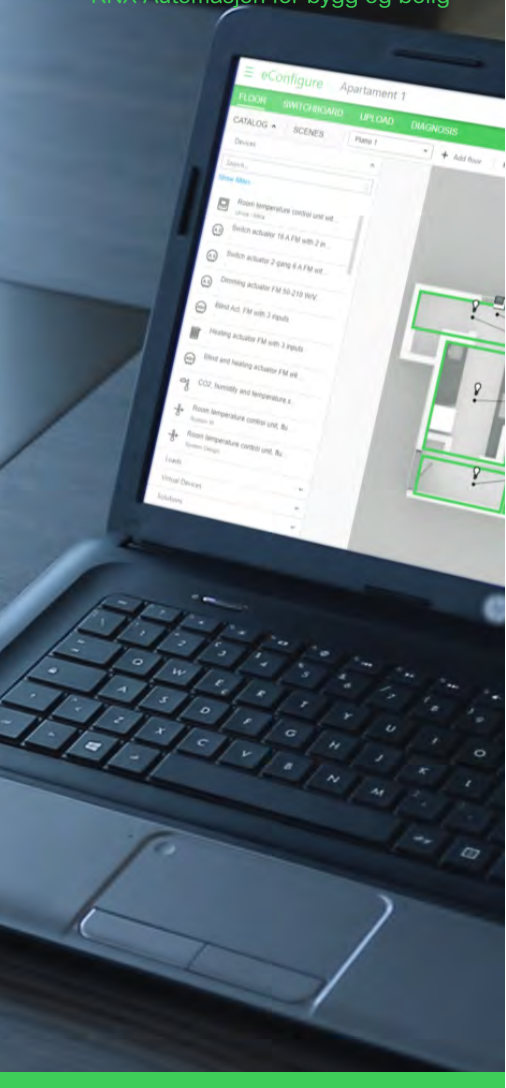 KNX Automasjon for bygg og bolig
eConfigure Apartament 1
FLOOR SWITCHBOARD UPLOAD DIAGNOSIS
CATALOG SCENES Plano 1 + Add floor
Devices
Search...
Show filters
Room temperature control unit wit...
Switch actuator 16 A FM with 2 in...
Switch actuator 2-gang 6 A FM wit...
Dimming actuator FM 50-210 W/V
Blind Act. FM with 3 inputs
Heating actuator FM with 3 inputs
Blind and heating actuator FM wit...
CO2, humidity and temperature s...
Room temperature control unit, flu...
System M
Room temperature control unit, flu...
System Design
Loads
Virtual Devices
Solutions